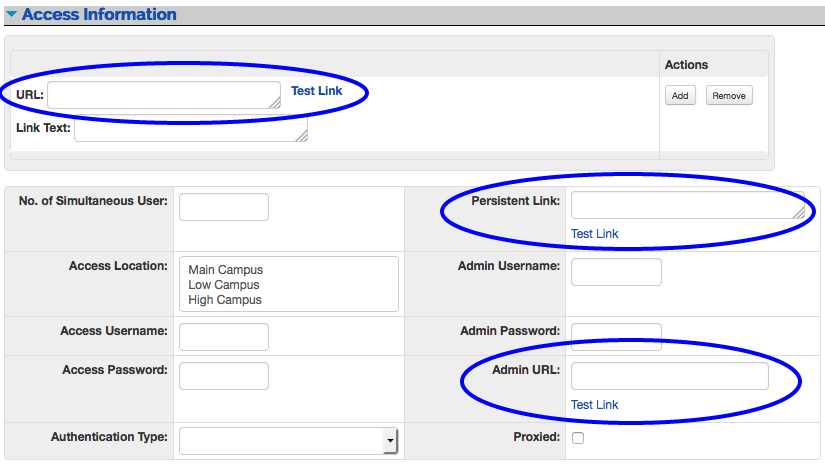 Access Information
Actions
URL: Test Link
Add Remove
Link Text:
No. of Simultaneous User: Persistent Link:
Test Link
Access Location: Main Campus Admin Username:
Low Campus
High Campus
Access Username: Admin Password:
Access Password: Admin URL:
Test Link
Authentication Type: Proxied: